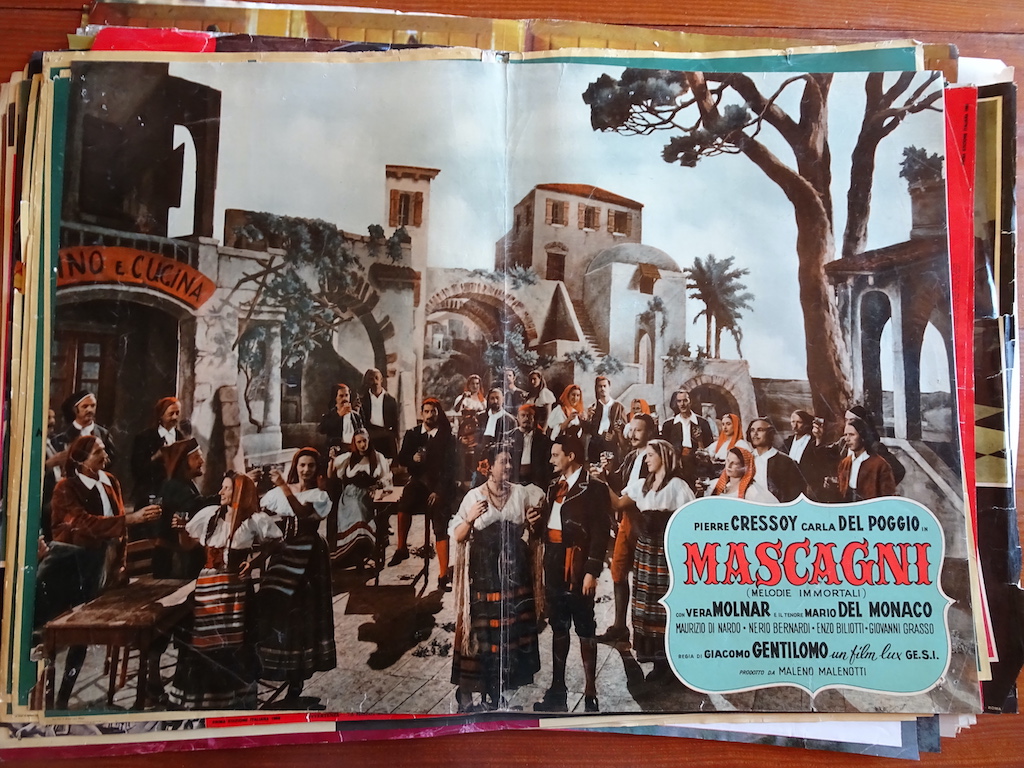 INO E CUGINA
PIERRE CRESSOY CARLA DEL POGGIO IN
MASCAGNI
(MELODIE IMMORTALI)
CON VERA MOLNAR E IL TENORE MARIO DEL MONACO
MAURIZIO DI NARDO • NERIO BERNARDI • ENZO BILIOTTI • GIOVANNI GRASSO
REGIA DI GIACOMO GENTILOMO un film lux GE.S.I.
PRODOTTO DA MALENO MALENOTTI